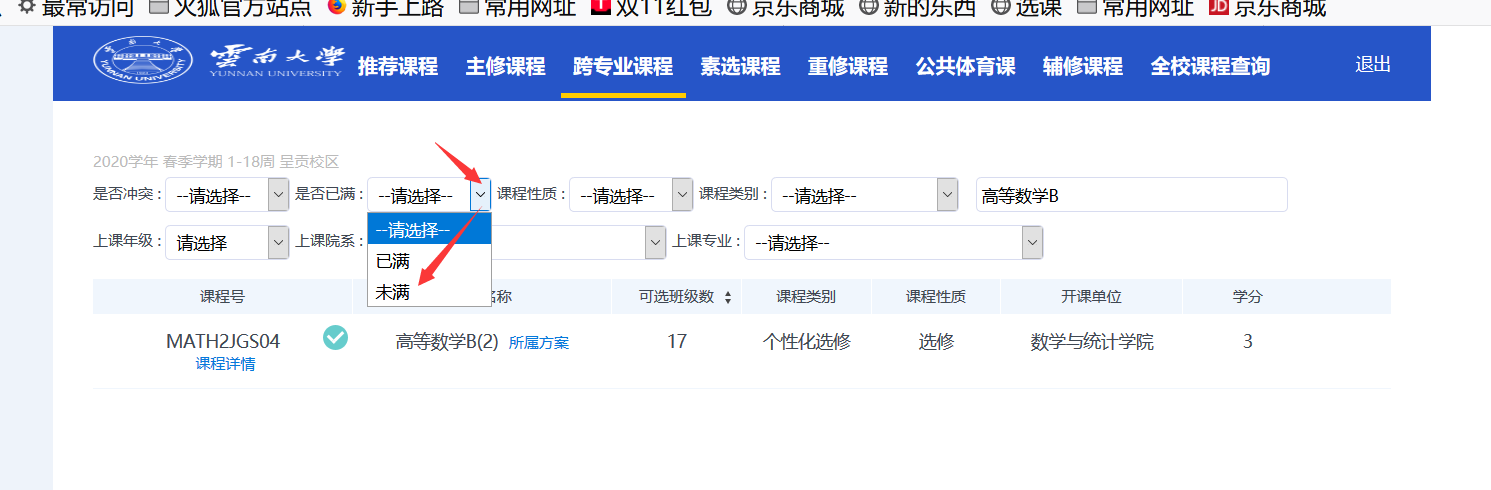 最常访问 火狐官方站点 新手上路 常用网址 双11红包 京东商城 新的东西 选课 常用网址 JD 京东商城
雲南大學 YUNNAN UNIVERSITY 推荐课程 主修课程 跨专业课程 素选课程 重修课程 公共体育课 辅修课程 全校课程查询 退出
2020学年 春季学期 1-18周 呈贡校区
是否冲突 : --请选择-- 是否已满 : --请选择-- 课程性质 : --请选择-- 课程类别 : --请选择-- 高等数学B
上课年级 : 请选择 上课院系 : 上课专业 : --请选择--
--请选择--
已满
未满
课程号 名称 可选班级数 课程类别 课程性质 开课单位 学分
MATH2JGS04 高等数学B(2) 所属方案 17 个性化选修 选修 数学与统计学院 3
课程详情